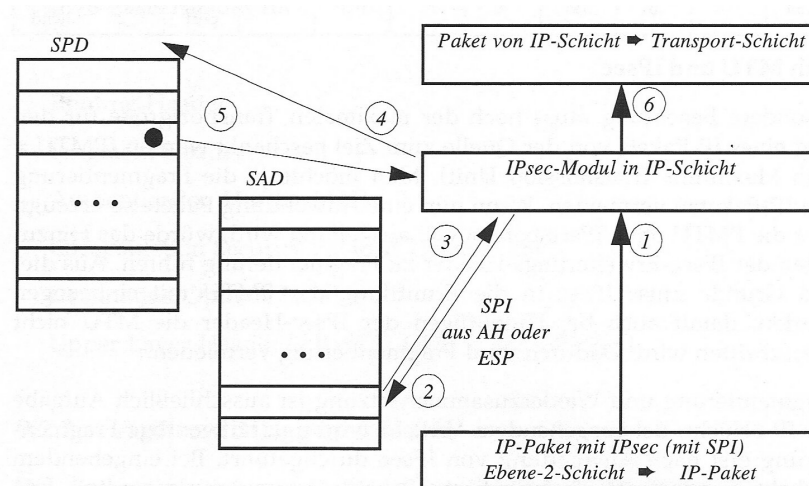 SPD
Paket von IP-Schicht ➨ Transport-Schicht
5
4
6
IPsec-Modul in IP-Schicht
SAD
• • •
3
1
SPI
aus AH oder
ESP
• • •
2
IP-Paket mit IPsec (mit SPI)
Ebene-2-Schicht ➨ IP-Paket